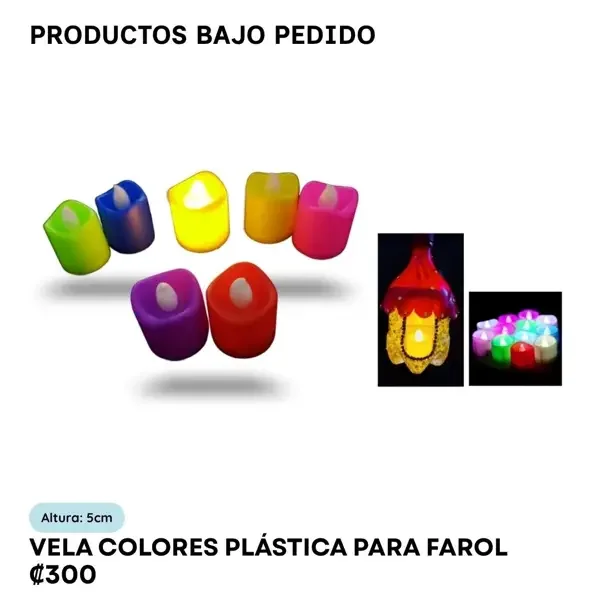 PRODUCTOS BAJO PEDIDO
Altura: 5cm
VELA COLORES PLÁSTICA PARA FAROL
₡300